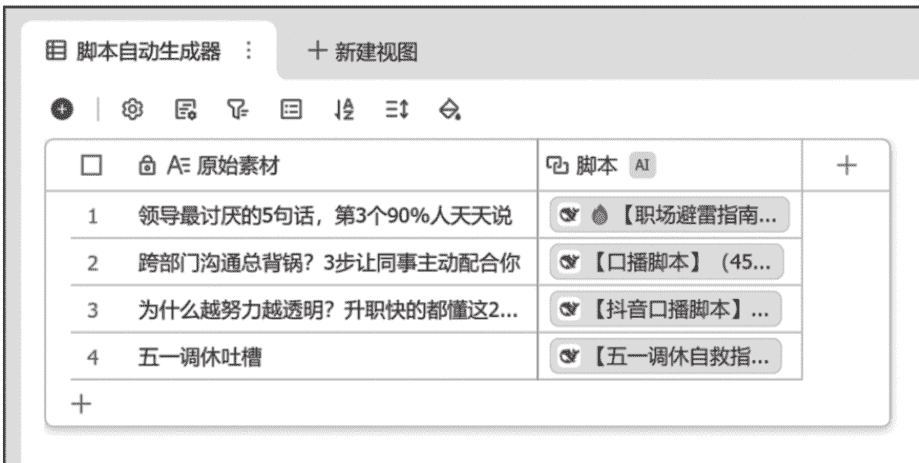 脚本自动生成器 新建视图
原始素材 脚本 AI
1 领导最讨厌的5句话，第3个90%人天天说 【职场避雷指南...
2 跨部门沟通总背锅？3步让同事主动配合你 【口播脚本】（45...
3 为什么越努力越透明？升职快的都懂这2... 【抖音口播脚本】...
4 五一调休吐槽 【五一调休自救指...